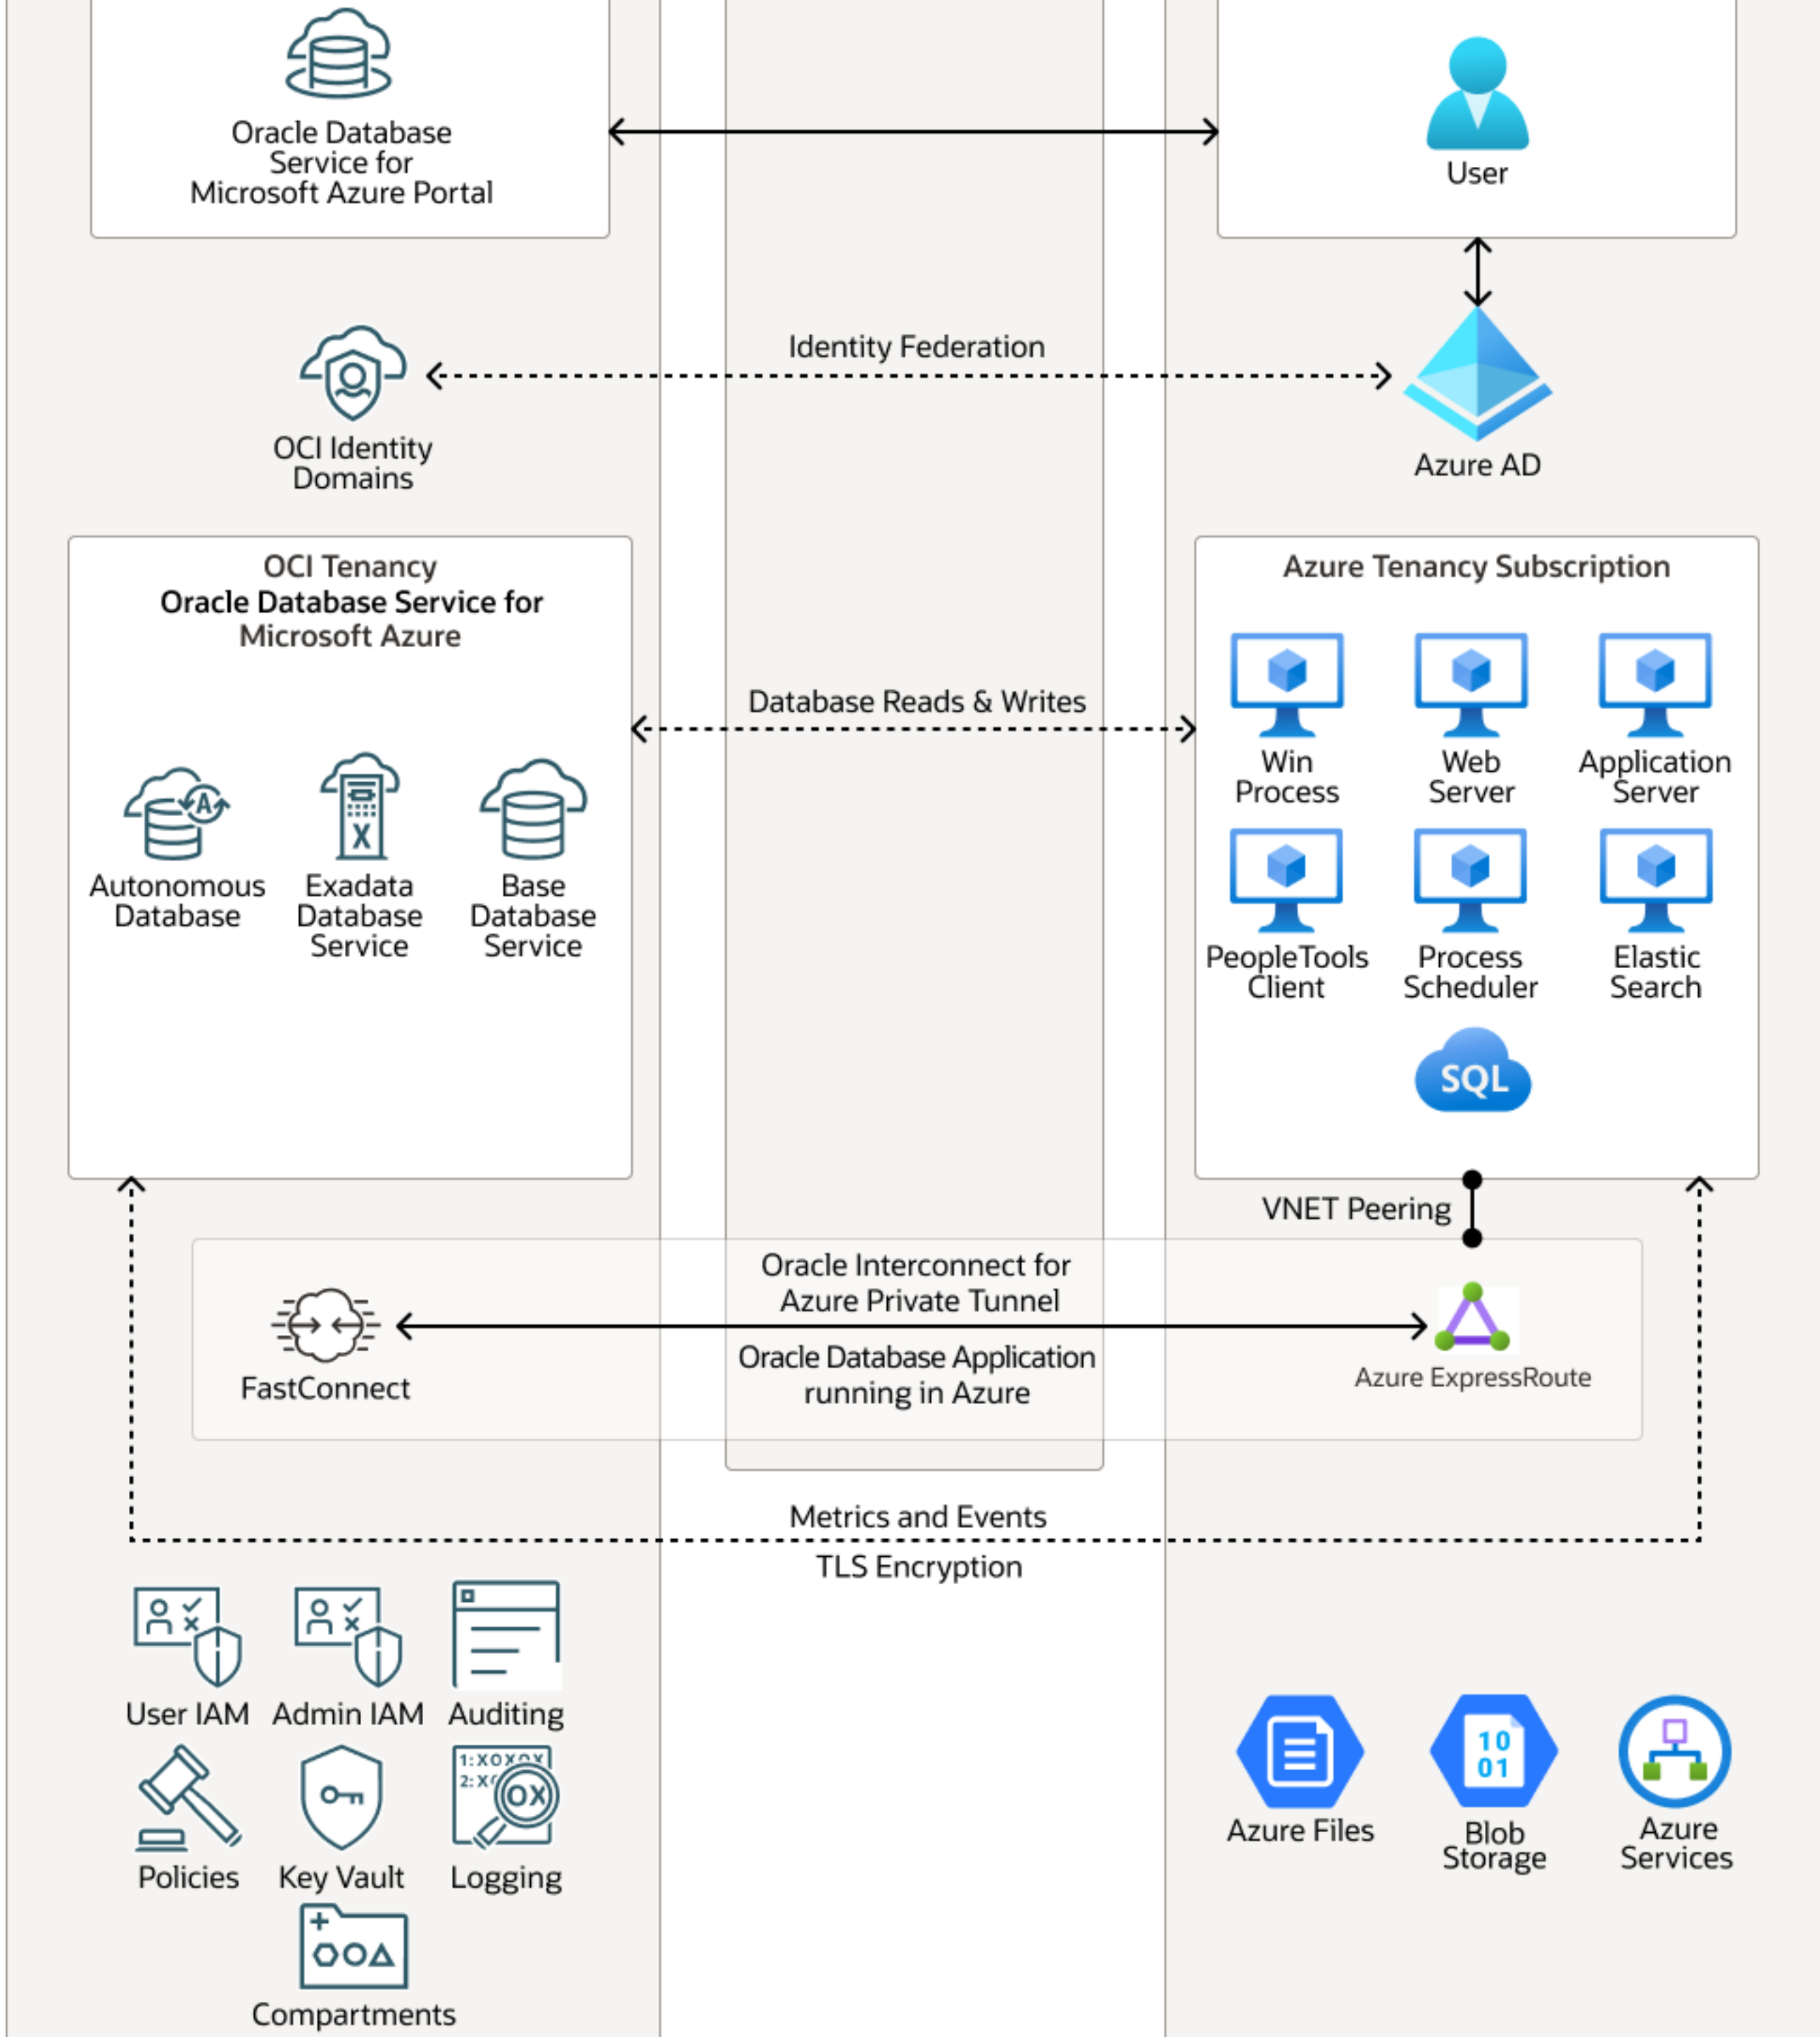 Oracle Database
Service for
Microsoft Azure Portal
User
Identity Federation
OCI Identity
Domains
Azure AD
OCI Tenancy
Oracle Database Service for
Microsoft Azure
Azure Tenancy Subscription
Database Reads & Writes
Win
Process
Web
Server
Application
Server
A
X
Autonomous
Database
Exadata
Database
Service
Base
Database
Service
PeopleTools
Client
Process
Scheduler
Elastic
Search
SQL
VNET Peering
Oracle Interconnect for
Azure Private Tunnel
Oracle Database Application
running in Azure
FastConnect
Azure ExpressRoute
Metrics and Events
TLS Encryption
User IAM
Admin IAM
Auditing
1:XOXOX
2:X
OX
Policies
Key Vault
Logging
Compartments
10
01
Azure Files
Blob
Storage
Azure
Services